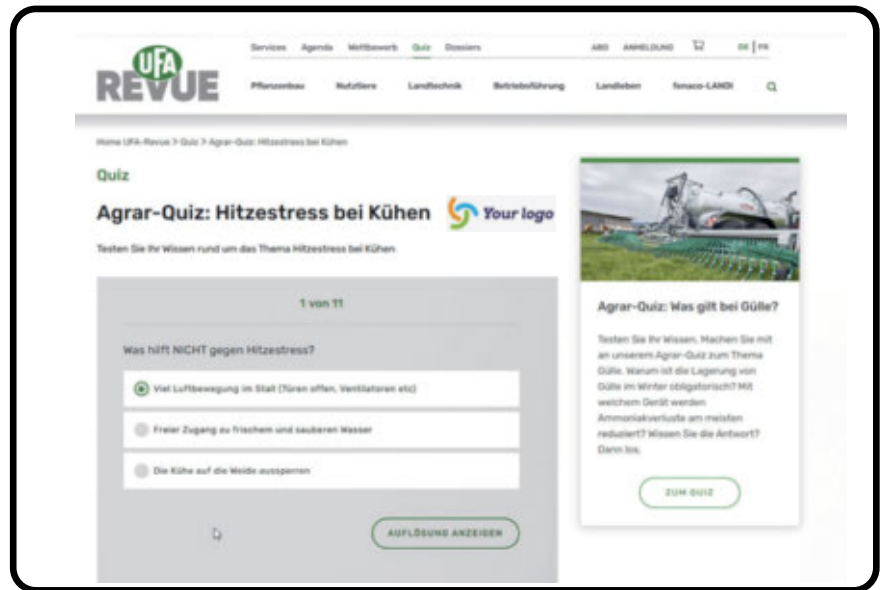 Services Agenda Wettbewerb Quiz Dossiers
ABO ANMELDUNG DE | FR
UFA
REVUE
Pflanzenbau Nutztiere Landtechnik Betriebsführung Landleben fenaco-LANDI
Home UFA-Revue > Quiz > Agrar-Quiz: Hitzestress bei Kühen
Quiz
Agrar-Quiz: Hitzestress bei Kühen
Your logo
Testen Sie Ihr Wissen rund um das Thema Hitzestress bei Kühen
1 von 11
Was hilft NICHT gegen Hitzestress?
Viel Luftbewegung im Stall (Türen offen, Ventilatoren etc)
Freier Zugang zu frischem und sauberen Wasser
Die Kühe auf die Weide aussperren
AUFLÖSUNG ANZEIGEN
Agrar-Quiz: Was gilt bei Gülle?
Testen Sie Ihr Wissen. Machen Sie mit
an unserem Agrar-Quiz zum Thema
Gülle. Warum ist die Lagerung von
Gülle im Winter obligatorisch? Mit
welchem Gerät werden
Ammoniakverluste am meisten
reduziert? Wissen Sie die Antwort?
Dann los.
ZUM QUIZ